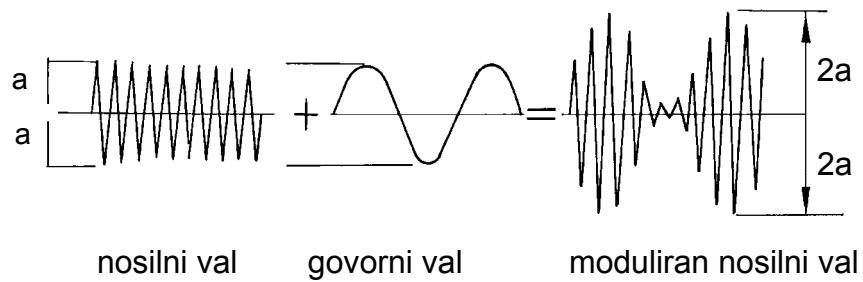 a
a
+
=
2a
2a
nosilni val
govorni val
moduliran nosilni val